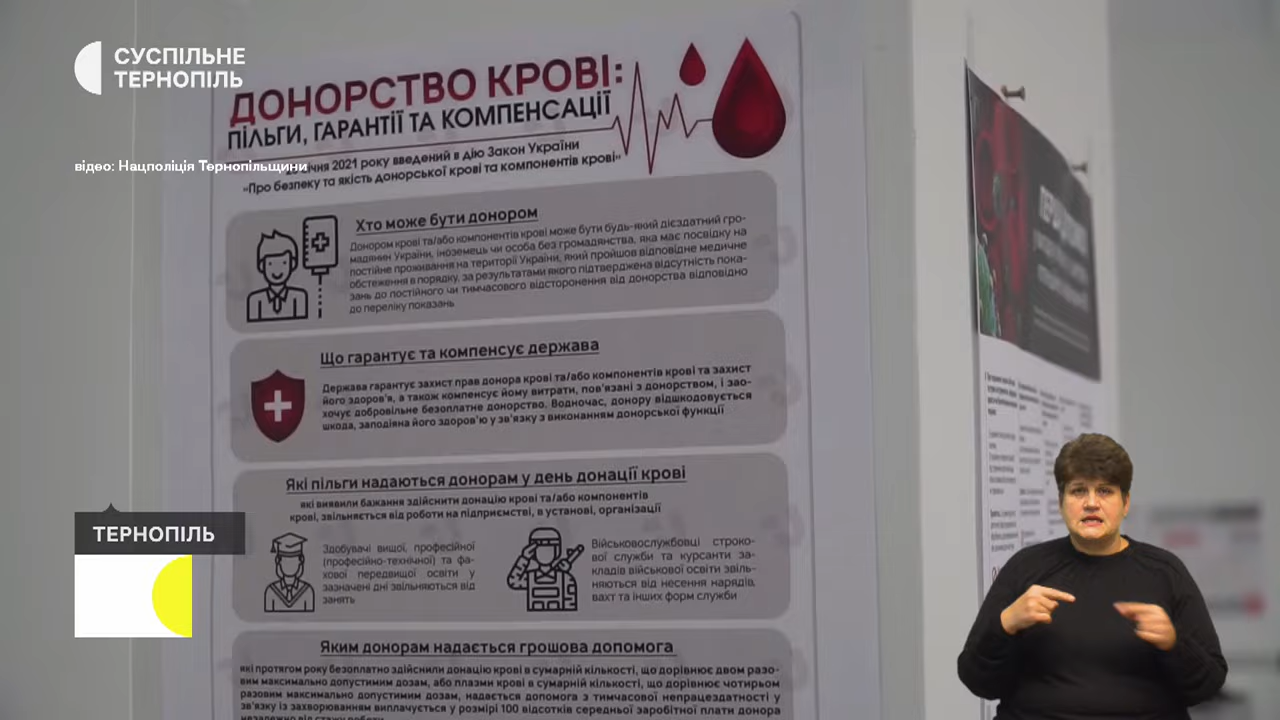 СУСПІЛЬНЕ
ТЕРНОПІЛЬ
відео: Нацполіція Тернопільщини
ДОНОРСТВО КРОВІ:
ПІЛЬГИ, ГАРАНТІЇ ТА КОМПЕНСАЦІЇ
2021 року введений в дію Закон України
«Про безпеку та якість донорської крові та компонентів крові»
Хто може бути донором
Донором крові та/або компонентів крові може бути будь-який дієздатний гро-
мадянин України, іноземець чи особа без громадянства, яка має посвідку на
постійне проживання на території України, який пройшов відповідне медичне
обстеження в порядку, за результатами якого підтверджена відсутність пока-
зань до постійного чи тимчасового відсторонення від донорства відповідно
до переліку показань
Що гарантує та компенсує держава
Держава гарантує захист прав донора крові та/або компонентів крові та захист
його здоров'я, а також компенсує йому витрати, пов'язані з донорством, і зао-
хочує добровільне безоплатне донорство. Водночас, донору відшкодовується
шкода, заподіяна його здоров'ю у зв'язку з виконанням донорської функції
Які пільги надаються донорам у день донації крові
які виявили бажання здійснити донацію крові та/або компонентів
крові, звільняється від роботи на підприємстві, в установі, організації
Здобувачі вищої, професійної
(професійно-технічної) та фа-
хової передвищої освіти у
зазначені дні звільняються від
занять
Військовослужбовці строко-
вої служби та курсанти за-
кладів військової освіти звіль-
няються від несення нарядів,
вахт та інших форм служби
ТЕРНОПІЛЬ
Яким донорам надається грошова допомога
які протягом року безоплатно здійснили донацію крові в сумарній кількості, що дорівнює двом разо-
вим максимально допустимим дозам, або плазми крові в сумарній кількості, що дорівнює чотирьом
разовим максимально допустимим дозам, надається допомога з тимчасової непрацездатності у
зв'язку із захворюванням виплачується у розмірі 100 відсотків середньої заробітної плати донора
незалежно від стажу роботи